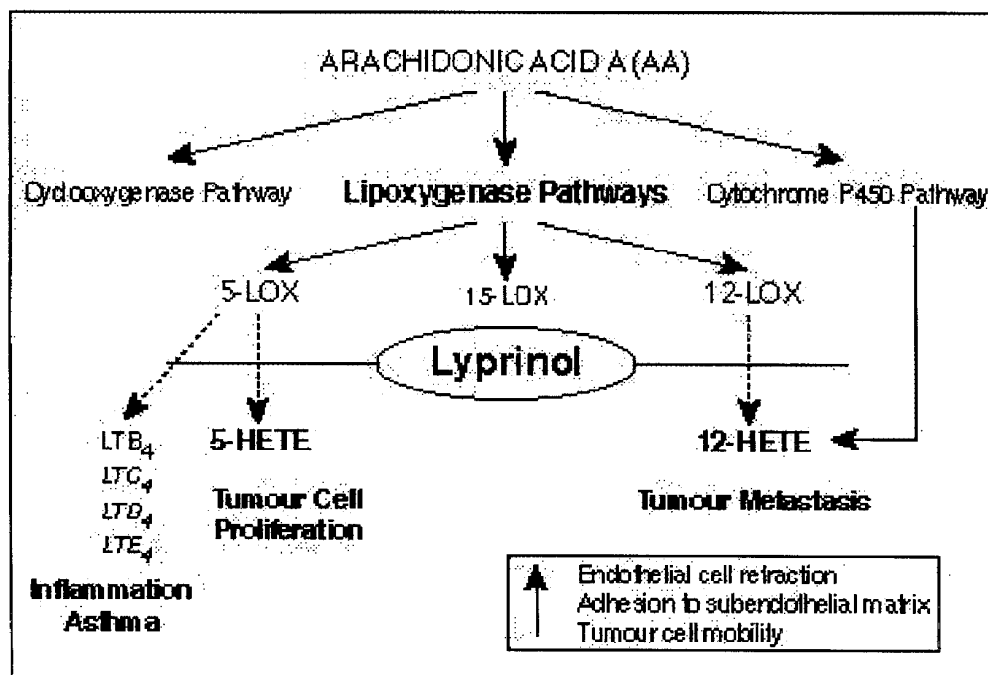 ARACHIDONIC ACID A (AA)
Cyclooxygenase Pathway
Lipoxygenase Pathways
Cytochrome P450 Pathway
5-LOX
15-LOX
12-LOX
Lyprinol
LTB4
LTC4
LTD4
LTE4
Inflammation
Asthma
5-HETE
Tumour Cell
Proliferation
12-HETE
Tumour Metastasis
Endothelial cell retraction
Adhesion to subendothelial matrix
Tumour cell mobility